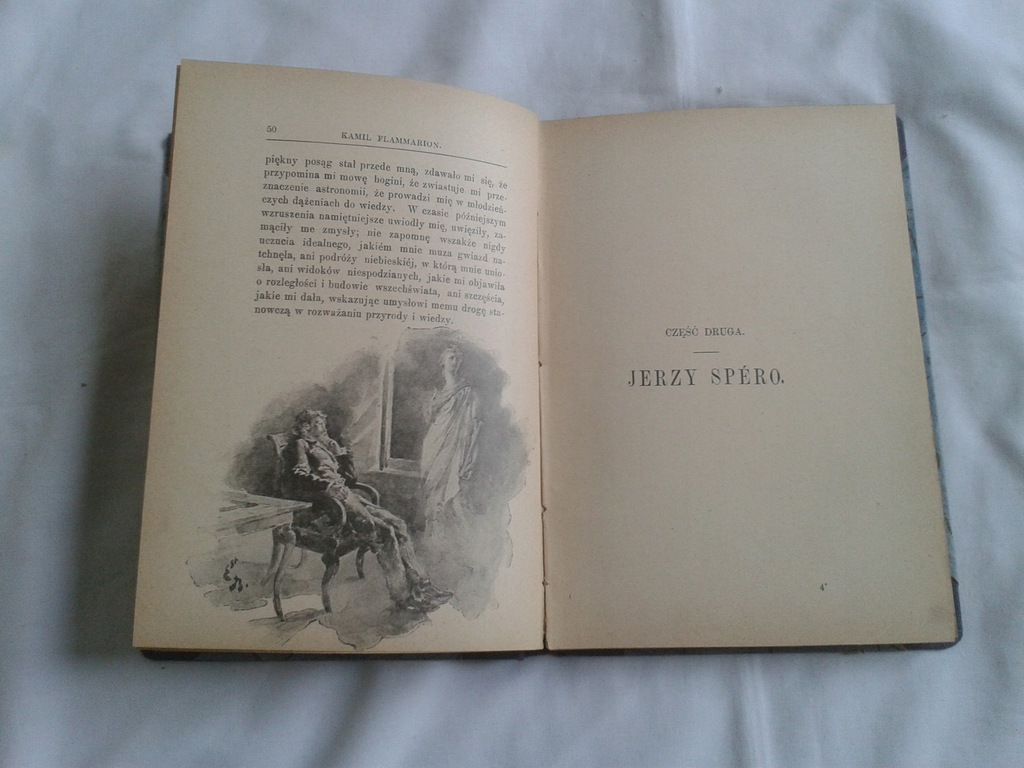 50
KAMIL FLAMMARION.
piękny posąg stał przede mną, zdawało mi się, że
przypomina mi mowę bogini, że zwiastuje mi prze-
znaczenie astronomii, że prowadzi mię w młodzień-
czych dążeniach do wiedzy. W czasie późniejszym
wzruszenia namiętniejsze uwiodły mię, uwięziły, za-
mąciły me zmysły; nie zapomnę wszakże nigdy
uczucia idealnego, jakiém mnie muza gwiazd na-
tchnęła, ani podróży niebieskiéj, w którą mnie unio-
sła, ani widoków niespodzianych, jakie mi objawiła
o rozległości i budowie wszechświata, ani szczęścia,
jakie mi dała, wskazując umysłowi memu drogę sta-
nowczą w rozważaniu przyrody i wiedzy.
CZĘŚĆ DRUGA.
JERZY SPÉRO.
4*